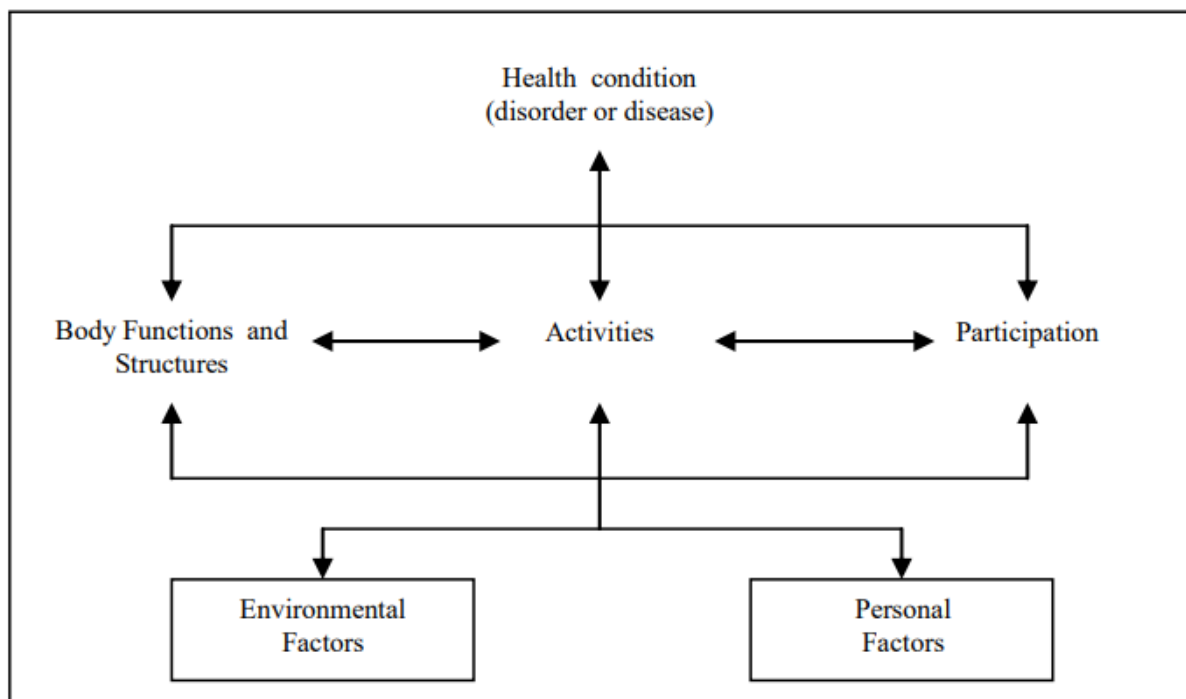 Health condition
(disorder or disease)
Body Functions and
Structures
Activities
Participation
Environmental
Factors
Personal
Factors